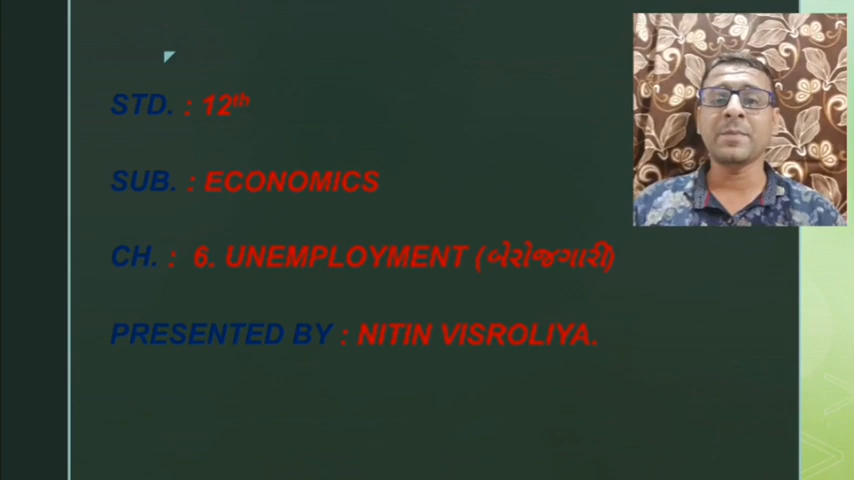 STD. : 12th
SUB. : ECONOMICS
CH. : 6. UNEMPLOYMENT (બેરોજગારી)
PRESENTED BY : NITIN VISROLIYA.